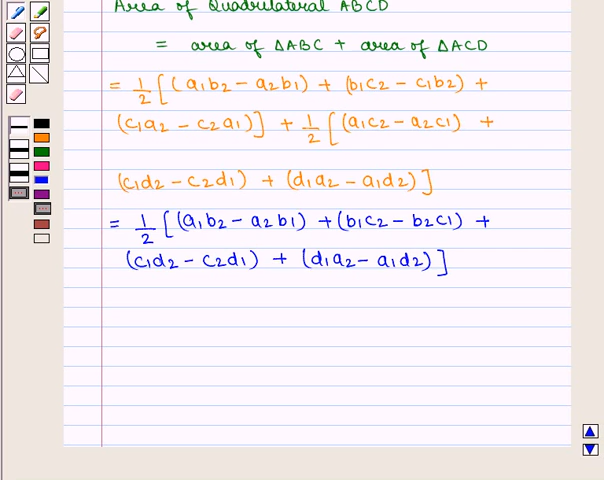 Area of Quadrilateral ABCD
= area of ΔABC + area of ΔACD
= 1/2 [(a1b2 - a2b1) + (b1c2 - c1b2) +
(c1a2 - c2a1)] + 1/2 [(a1c2 - a2c1) +
(c1d2 - c2d1) + (d1a2 - a1d2)]
= 1/2 [(a1b2 - a2b1) + (b1c2 - b2c1) +
(c1d2 - c2d1) + (d1a2 - a1d2)]